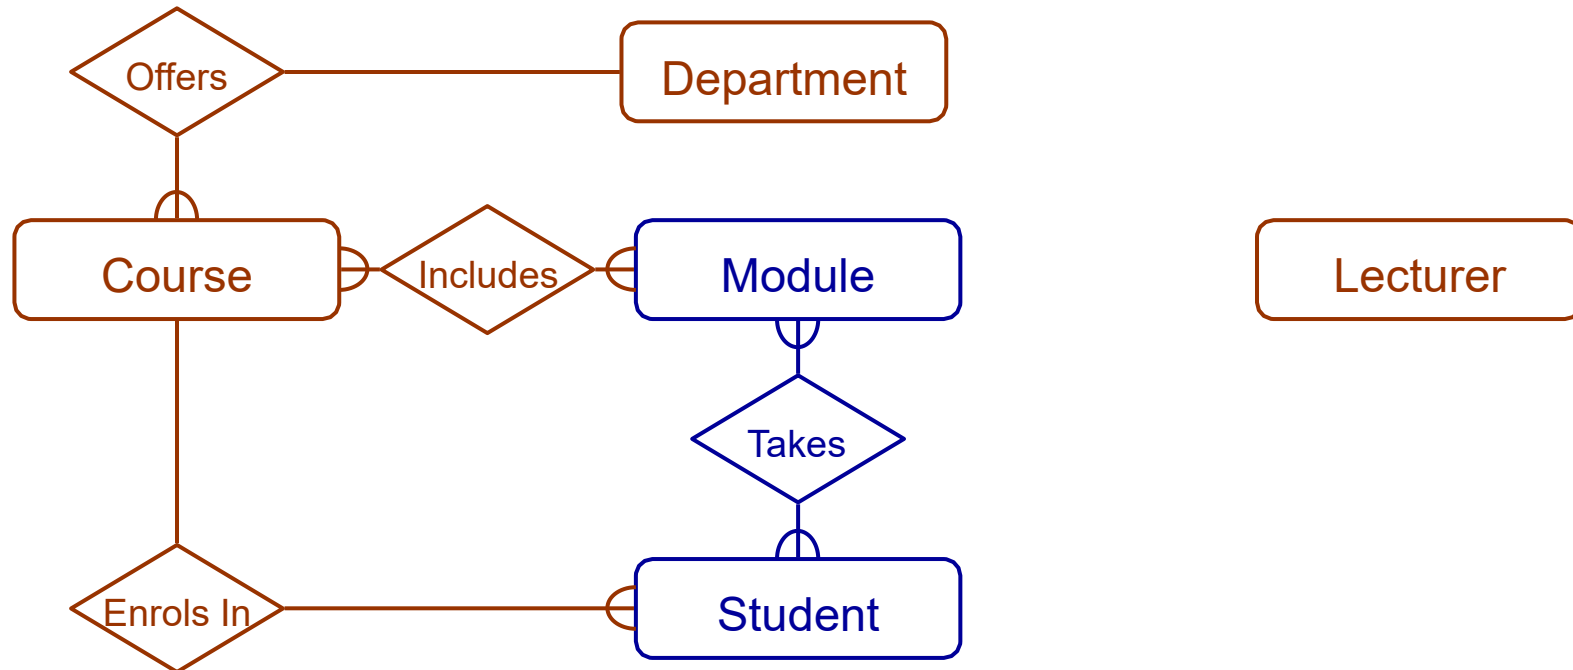 Offers
Department
Course
Includes
Module
Lecturer
Takes
Enrols In
Student